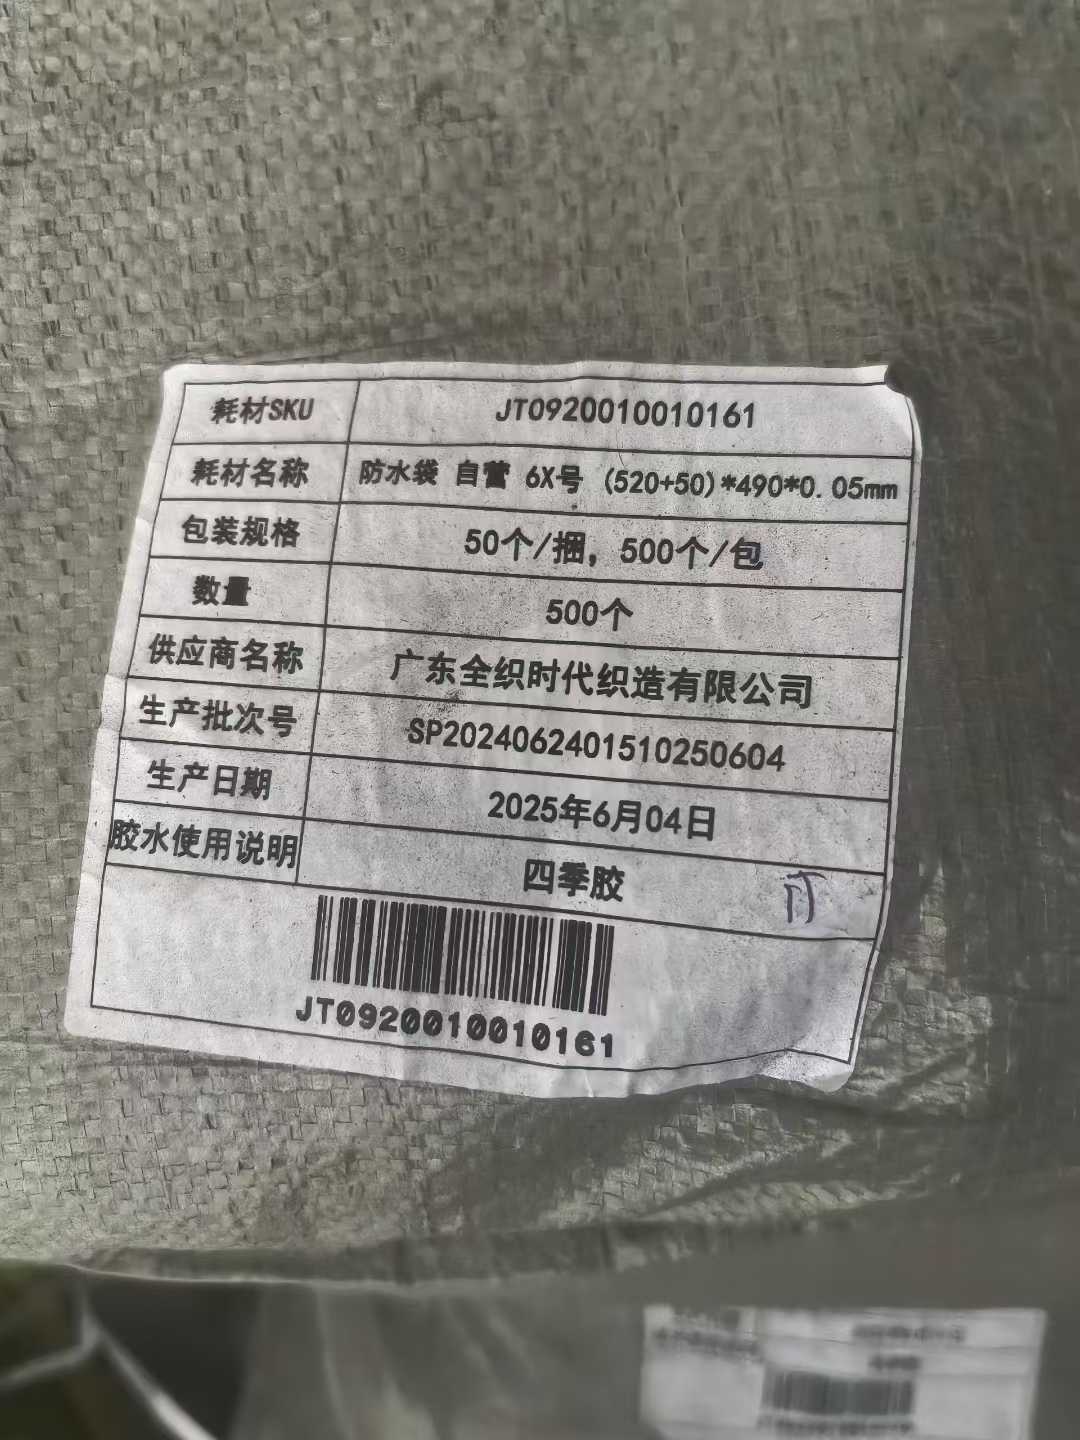 耗材SKU JT0920010010161
耗材名称 防水袋 自营 6X号 (520+50)*490*0.05mm
包装规格 50个/捆，500个/包
数量 500个
供应商名称 广东全织时代织造有限公司
生产批次号 SP2024062401510250604
生产日期 2025年6月04日
胶水使用说明 四季胶
JT0920010010161